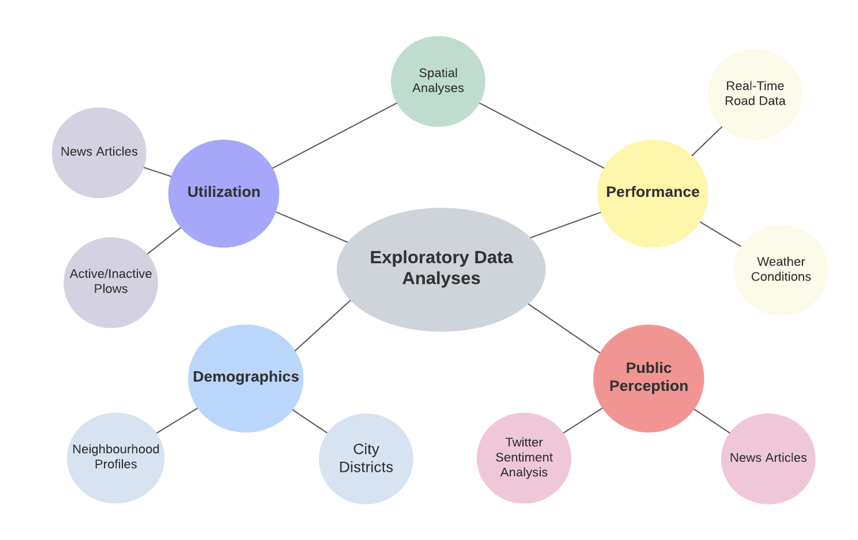 Spatial
Analyses
Real-Time
Road Data
News Articles
Utilization
Performance
Exploratory Data
Analyses
Active/Inactive
Plows
Weather
Conditions
Demographics
Public
Perception
Neighbourhood
Profiles
City
Districts
Twitter
Sentiment
Analysis
News Articles